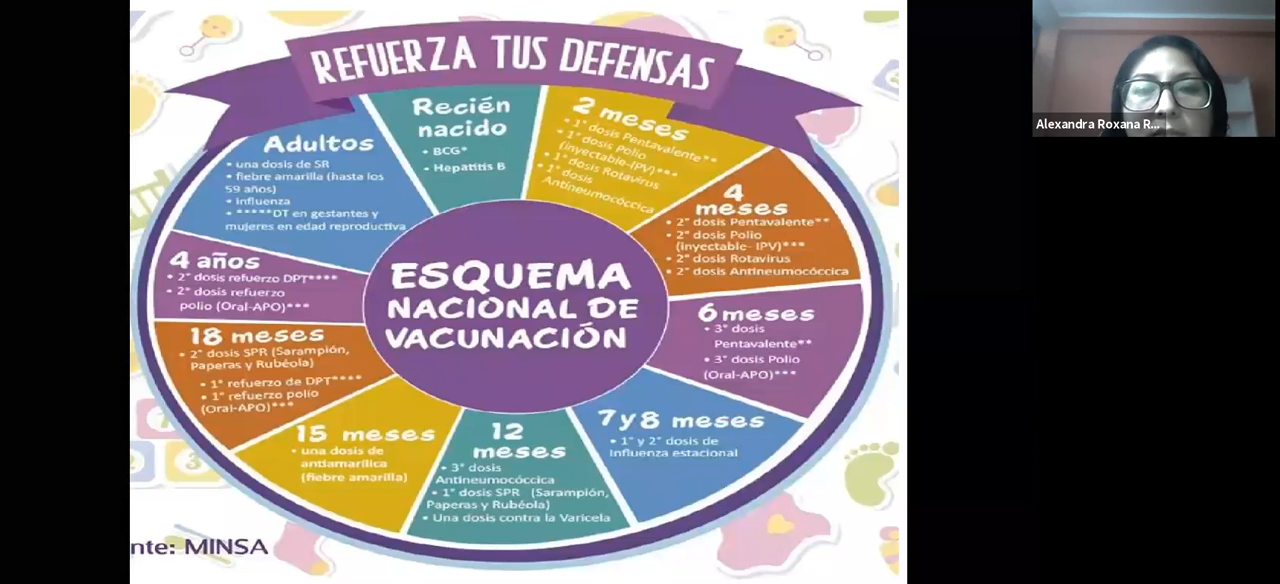 REFUERZA TUS DEFENSAS
Recién
nacido
• BCG*
• Hepatitis B
2 meses
• 1° dosis Pentavalente**
• 1° dosis Polio
(inyectable-IPV)***
• 1° dosis Rotavirus
• 1° dosis
Antineumocóccica
4
meses
• 2° dosis Pentavalente**
• 2° dosis Polio
(inyectable- IPV)***
• 2° dosis Rotavirus
• 2° dosis Antineumocóccica
6 meses
• 3° dosis
Pentavalente**
• 3° dosis Polio
(Oral-APO)***
7 y 8 meses
• 1° y 2° dosis de
Influenza estacional
12
meses
• 3° dosis
Antineumocóccica
• 1° dosis SPR (Sarampión,
Paperas y Rubéola)
• Una dosis contra la Varicela
15 meses
• una dosis de
antiamarílica
(fiebre amarilla)
18 meses
• 2° dosis SPR (Sarampión,
Paperas y Rubéola)
• 1° refuerzo de DPT****
• 1° refuerzo polio
(Oral-APO)***
4 años
• 2° dosis refuerzo DPT****
• 2° dosis refuerzo
polio (Oral-APO)***
Adultos
• una dosis de SR
• fiebre amarilla (hasta los
59 años)
• Influenza
• *****DT en gestantes y
mujeres en edad reproductiva
ESQUEMA
NACIONAL DE
VACUNACIÓN
nte: MINSA
Alexandra Roxana R...